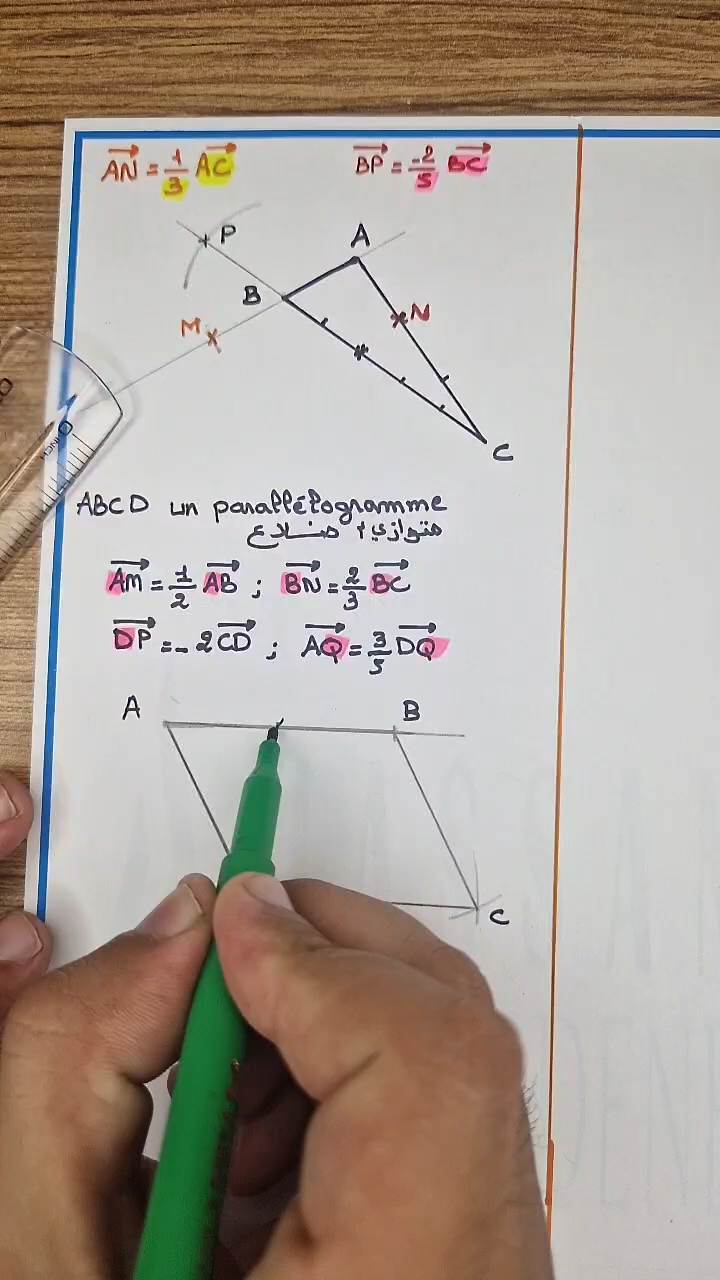 AN = 1/3 AC
BP = -2/5 BC
P
A
B
M
N
C
INCH
ABCD un parallélogramme
متوازي أضلاع
AM = 1/2 AB ; BN = 2/3 BC
DP = -2CD ; AQ = 3/5 DQ
A
B
C